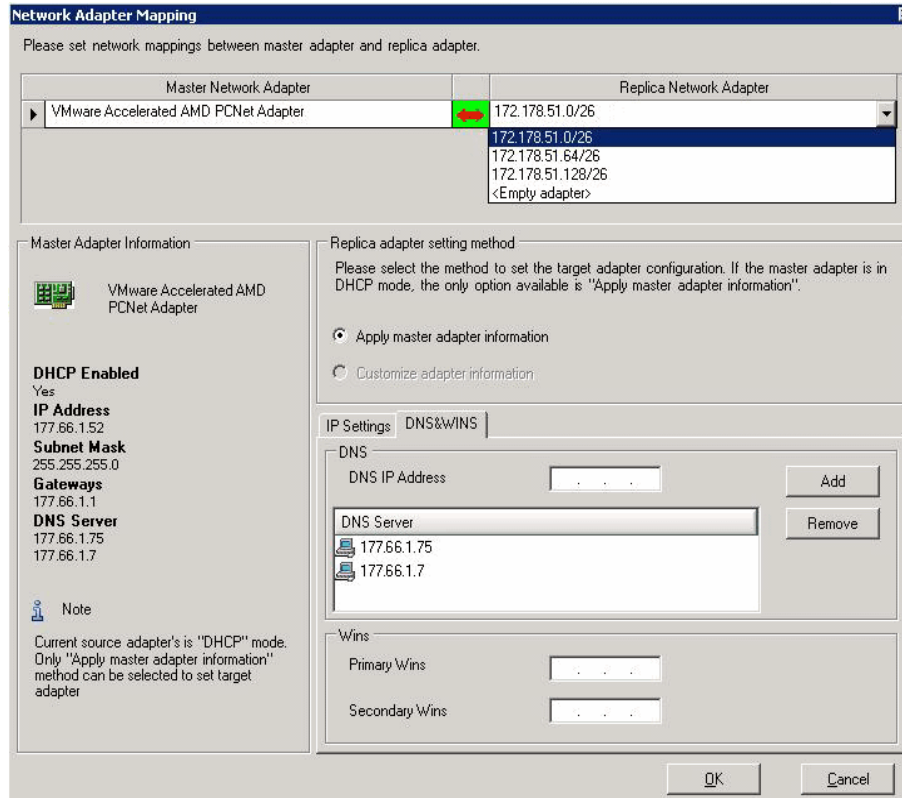 Network Adapter Mapping
Please set network mappings between master adapter and replica adapter.
Master Network Adapter
Replica Network Adapter
VMware Accelerated AMD PCNet Adapter
172.178.51.0/26
172.178.51.0/26
172.178.51.64/26
172.178.51.128/26
<Empty adapter>
Master Adapter Information
VMware Accelerated AMD
PCNet Adapter
DHCP Enabled
Yes
IP Address
177.66.1.52
Subnet Mask
255.255.255.0
Gateways
177.66.1.1
DNS Server
177.66.1.75
177.66.1.7
Note
Current source adapter's is "DHCP" mode.
Only "Apply master adapter information"
method can be selected to set target
adapter
Replica adapter setting method
Please select the method to set the target adapter configuration. If the master adapter is in
DHCP mode, the only option available is "Apply master adapter information".
Apply master adapter information
Customize adapter information
IP Settings
DNS&WINS
DNS
DNS IP Address
. . .
Add
DNS Server
Remove
177.66.1.75
177.66.1.7
Wins
Primary Wins
. . .
Secondary Wins
. . .
OK
Cancel